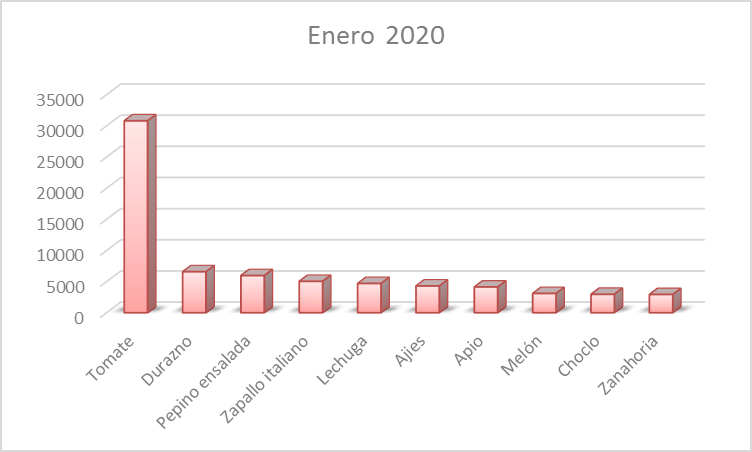 Enero 2020
35000
30000
25000
20000
15000
10000
5000
0
Tomate
Durazno
Pepino ensalada
Zapallo italiano
Lechuga
Ajies
Apio
Melón
Choclo
Zanahoria